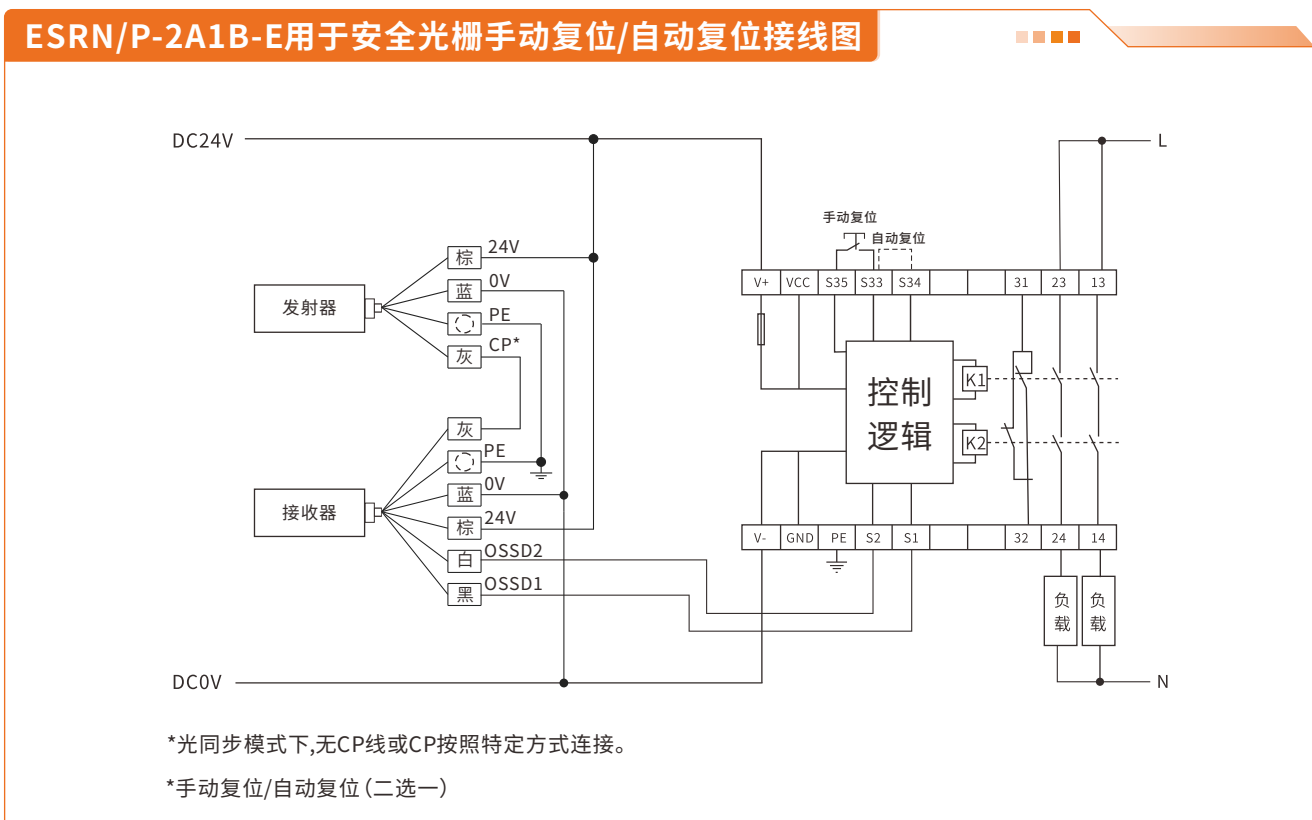 ESRN/P-2A1B-E用于安全光栅手动复位/自动复位接线图
DC24V
L
手动复位
自动复位
棕 24V
蓝 0V
PE
灰 CP*
发射器
V+ VCC S35 S33 S34 31 23 13
控制
逻辑
K1
K2
灰
PE
蓝 0V
棕 24V
白 OSSD2
黑 OSSD1
接收器
V- GND PE S2 S1 32 24 14
负载
负载
DC0V
N
*光同步模式下,无CP线或CP按照特定方式连接。
*手动复位/自动复位(二选一)